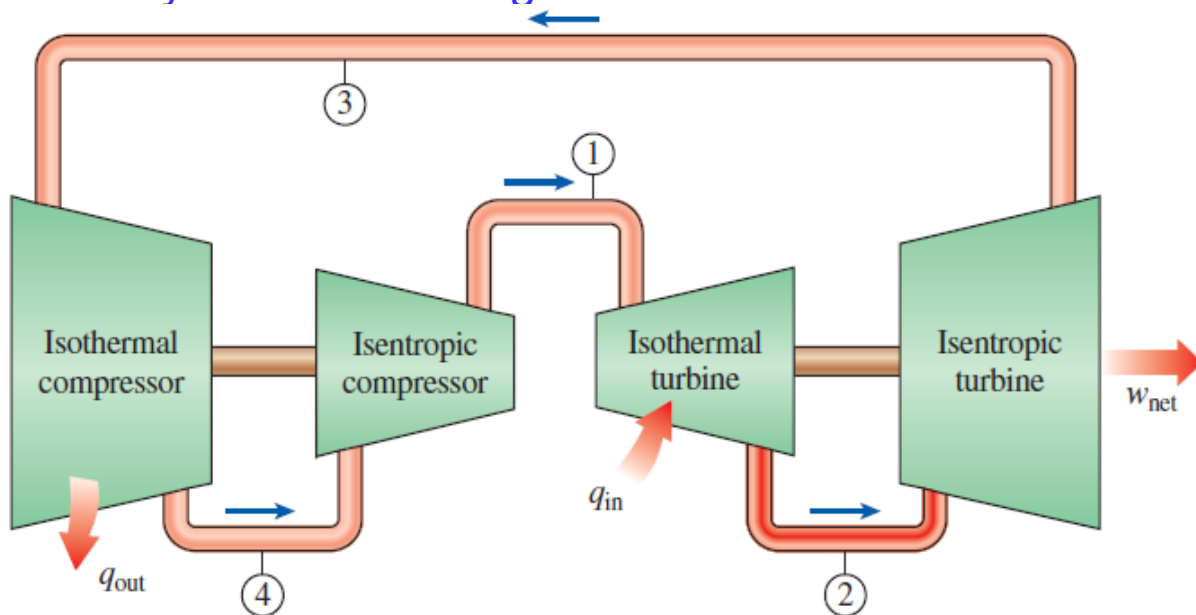 3
1
Isothermal
compressor
Isentropic
compressor
Isothermal
turbine
Isentropic
turbine
w_net
q_in
q_out
4
2